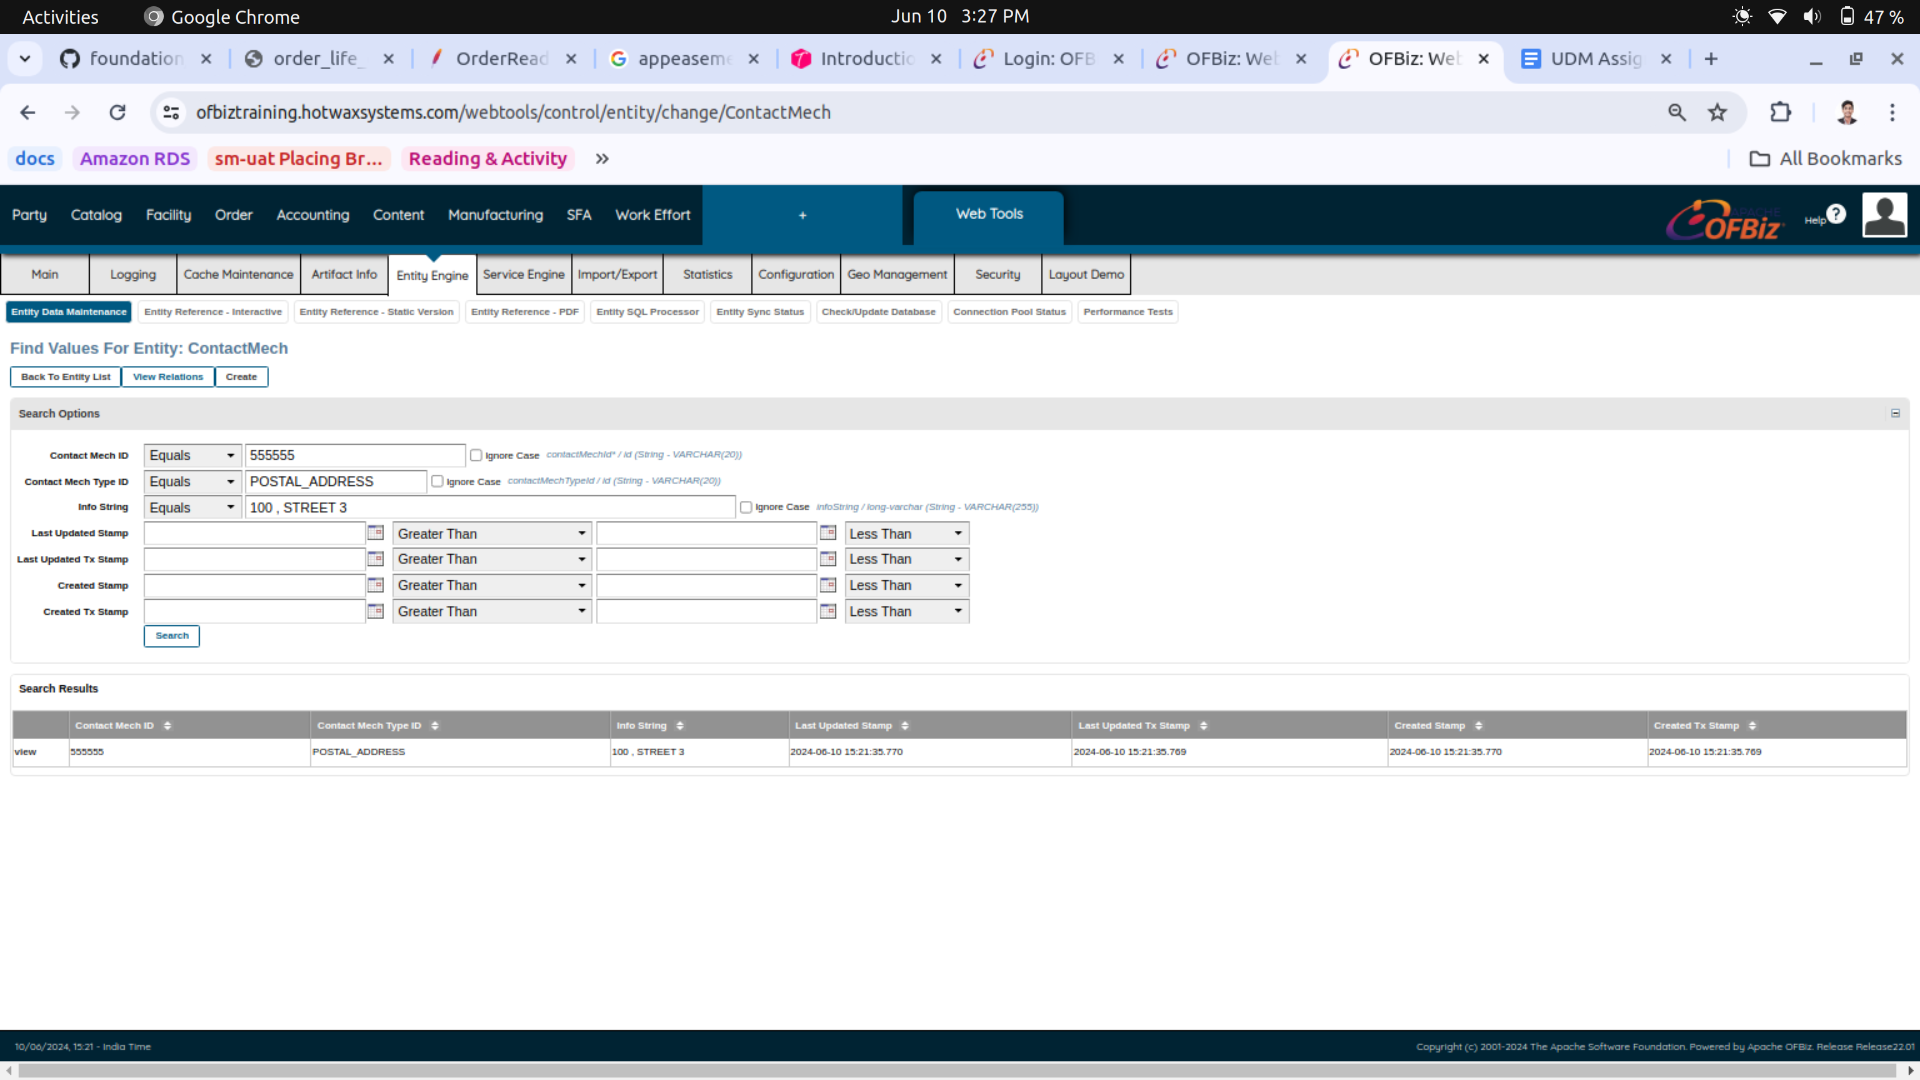 Activities Google Chrome Jun 10 3:27 PM 47 %
foundation order_life_ OrderRead appeaseme Introductio Login: OFB OFBiz: Web OFBiz: Web UDM Assig
ofbiztraining.hotwaxsystems.com/webtools/control/entity/change/ContactMech
docs Amazon RDS sm-uat Placing Br... Reading & Activity » All Bookmarks
Party Catalog Facility Order Accounting Content Manufacturing SFA Work Effort + Web Tools APACHE OFBiz Help ?
Main Logging Cache Maintenance Artifact Info Entity Engine Service Engine Import/Export Statistics Configuration Geo Management Security Layout Demo
Entity Data Maintenance Entity Reference - Interactive Entity Reference - Static Version Entity Reference - PDF Entity SQL Processor Entity Sync Status Check/Update Database Connection Pool Status Performance Tests
Find Values For Entity: ContactMech
Back To Entity List View Relations Create
Search Options
Contact Mech ID Equals 555555 Ignore Case contactMechId* / id (String - VARCHAR(20))
Contact Mech Type ID Equals POSTAL_ADDRESS Ignore Case contactMechTypeId / id (String - VARCHAR(20))
Info String Equals 100 , STREET 3 Ignore Case infoString / long-varchar (String - VARCHAR(255))
Last Updated Stamp Greater Than Less Than
Last Updated Tx Stamp Greater Than Less Than
Created Stamp Greater Than Less Than
Created Tx Stamp Greater Than Less Than
Search
Search Results
Contact Mech ID Contact Mech Type ID Info String Last Updated Stamp Last Updated Tx Stamp Created Stamp Created Tx Stamp
view 555555 POSTAL_ADDRESS 100 , STREET 3 2024-06-10 15:21:35.770 2024-06-10 15:21:35.769 2024-06-10 15:21:35.770 2024-06-10 15:21:35.769
10/06/2024, 15:21 - India Time Copyright (c) 2001-2024 The Apache Software Foundation. Powered by Apache OFBiz. Release Release22.01